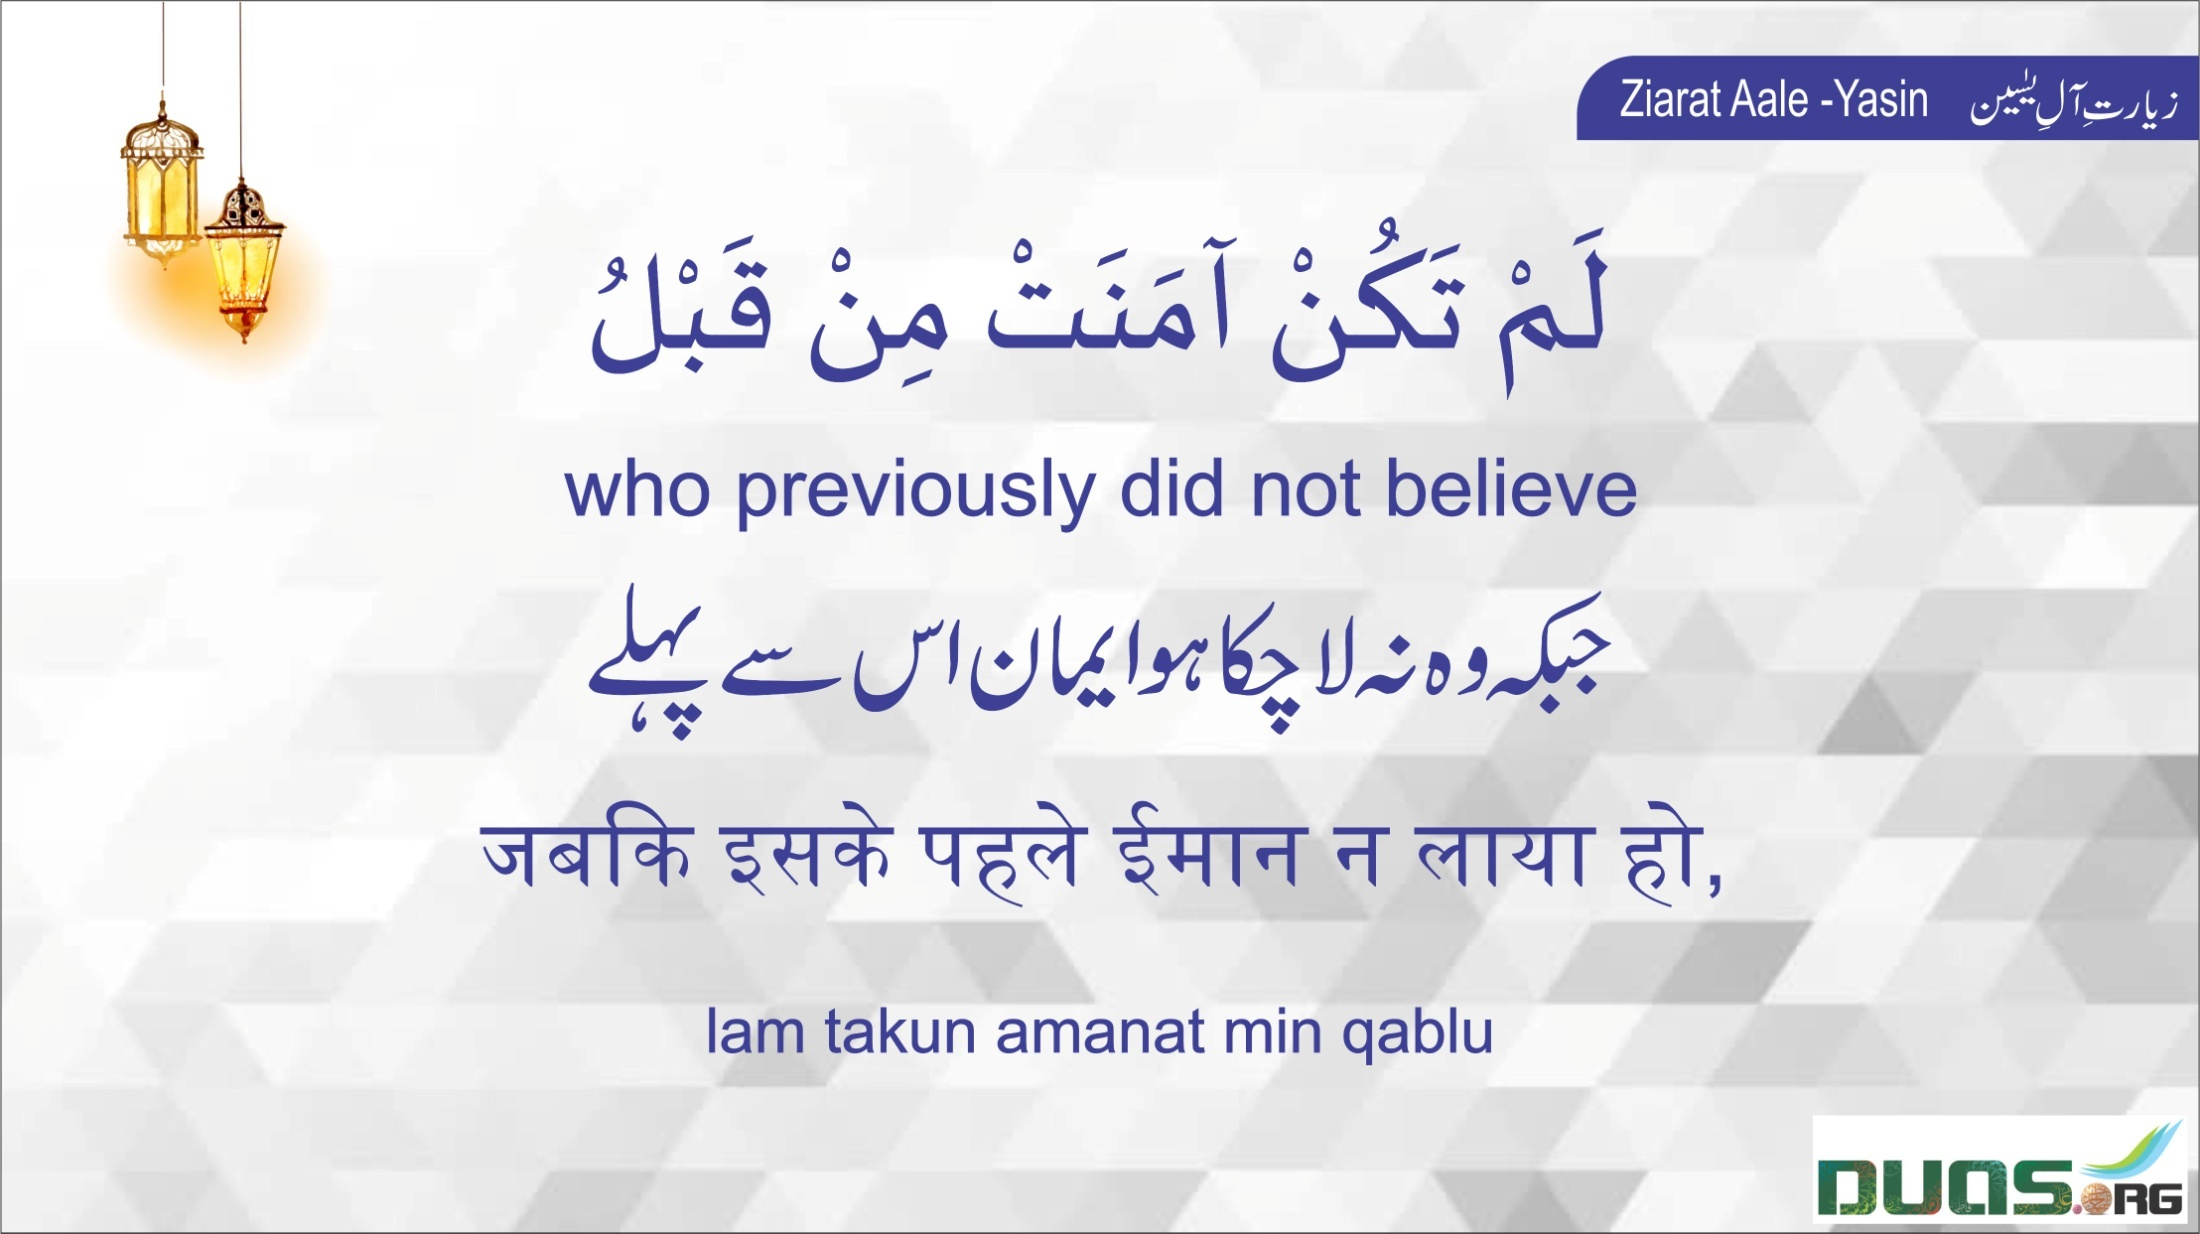 Ziarat Aale -Yasin زیارتِ آلِ یٰسین
لَمْ تَكُنْ آمَنَتْ مِنْ قَبْلُ
who previously did not believe
جبکہ وہ نہ لا چکا ہو ایمان اس سے پہلے
जबकि इसके पहले ईमान न लाया हो,
lam takun amanat min qablu
DUAS.ORG